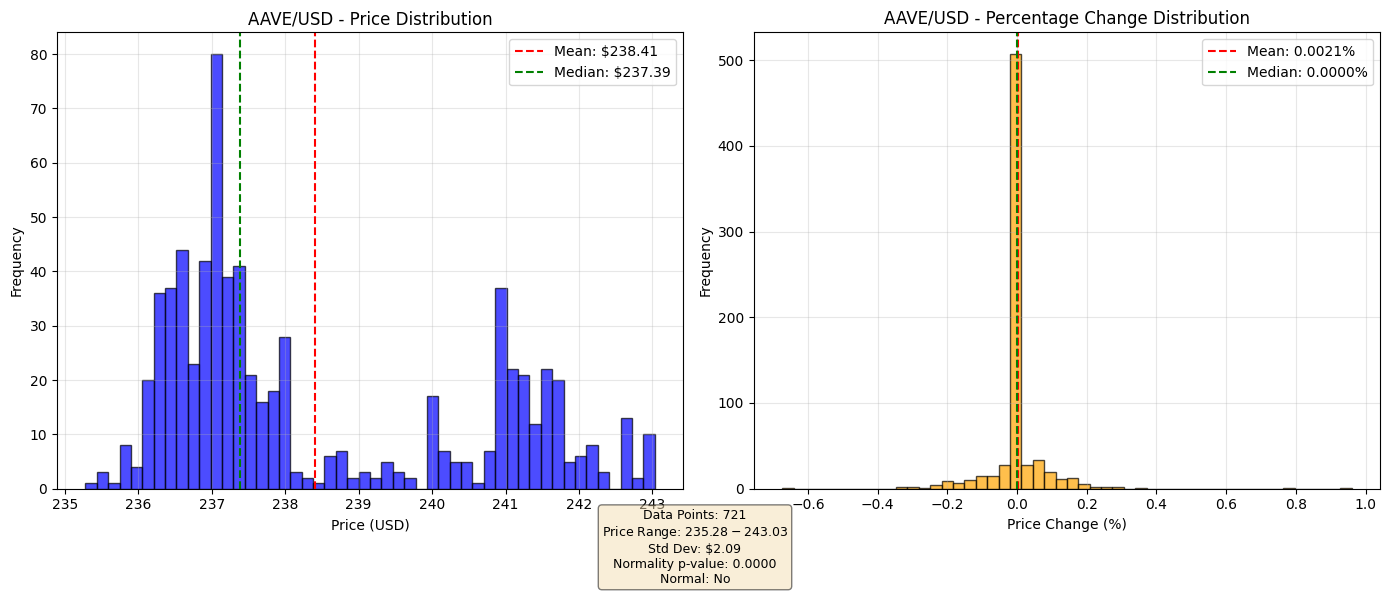 AAVE/USD - Price Distribution
Mean: $238.41
Median: $237.39
Frequency
80
70
60
50
40
30
20
10
0
235
236
237
238
239
240
241
242
243
Price (USD)
AAVE/USD - Percentage Change Distribution
Mean: 0.0021%
Median: 0.0000%
Frequency
500
400
300
200
100
0
−0.6
−0.4
−0.2
0.0
0.2
0.4
0.6
0.8
1.0
Price Change (%)
Data Points: 721
Price Range: 235.28 − 243.03
Std Dev: $2.09
Normality p-value: 0.0000
Normal: No